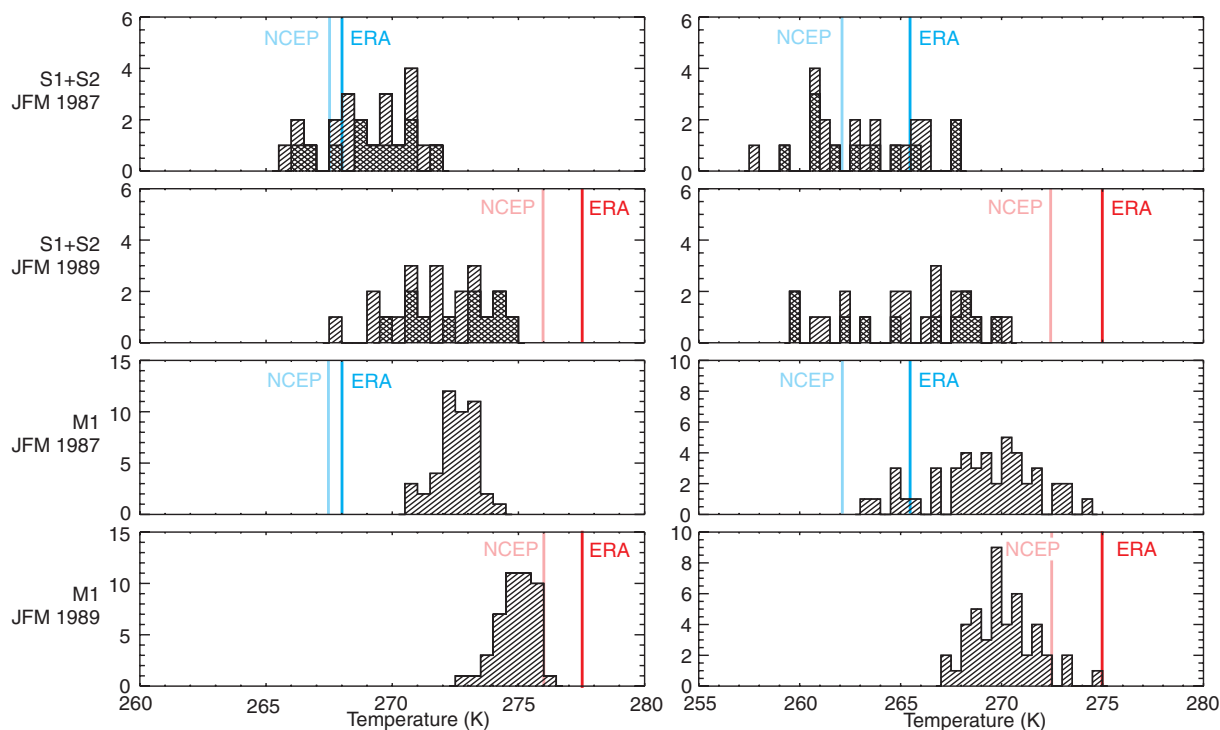 6
4
2
0
NCEP
ERA
S1+S2
JFM 1987
6
4
2
0
NCEP
ERA
6
4
2
0
NCEP
ERA
S1+S2
JFM 1989
6
4
2
0
NCEP
ERA
15
10
5
0
NCEP
ERA
M1
JFM 1987
10
8
6
4
2
0
NCEP
ERA
15
10
5
0
NCEP
ERA
M1
JFM 1989
10
8
6
4
2
0
NCEP
ERA
260 265 270 275 280
Temperature (K)
255 260 265 270 275 280
Temperature (K)